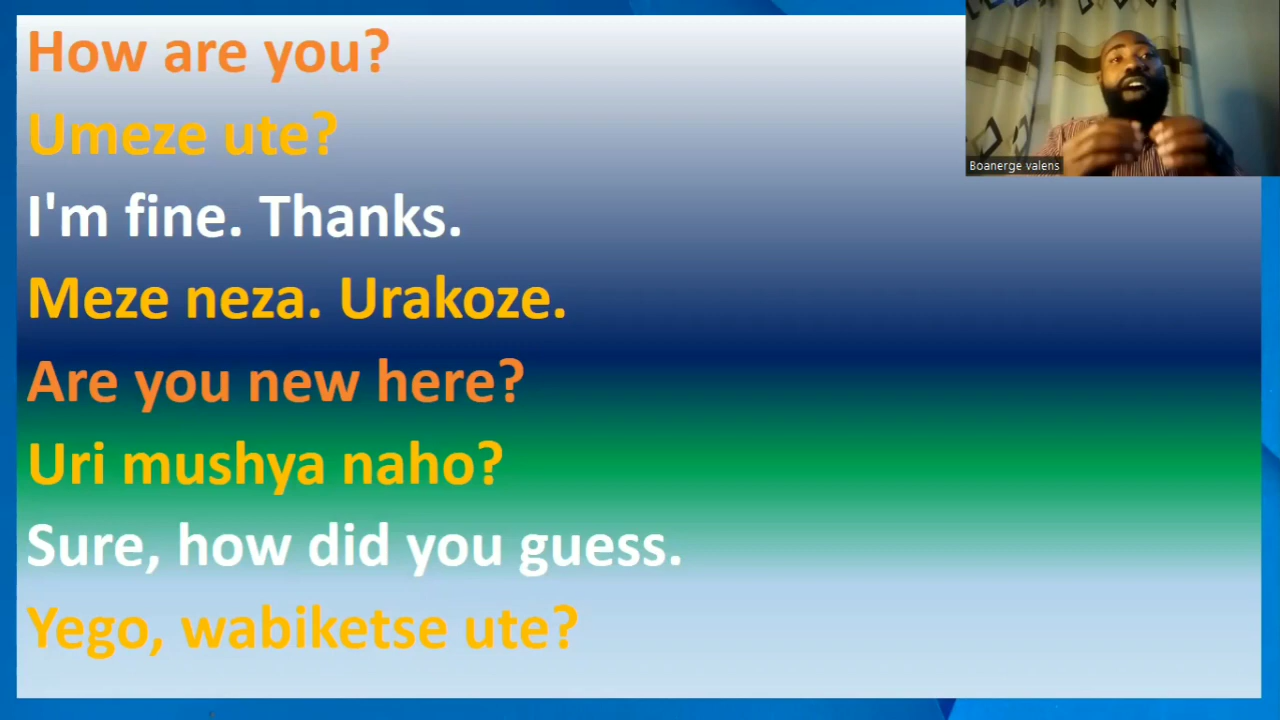 How are you?
Umeze ute?
I'm fine. Thanks.
Meze neza. Urakoze.
Are you new here?
Uri mushya naho?
Sure, how did you guess.
Yego, wabiketse ute?
Boanerge valens